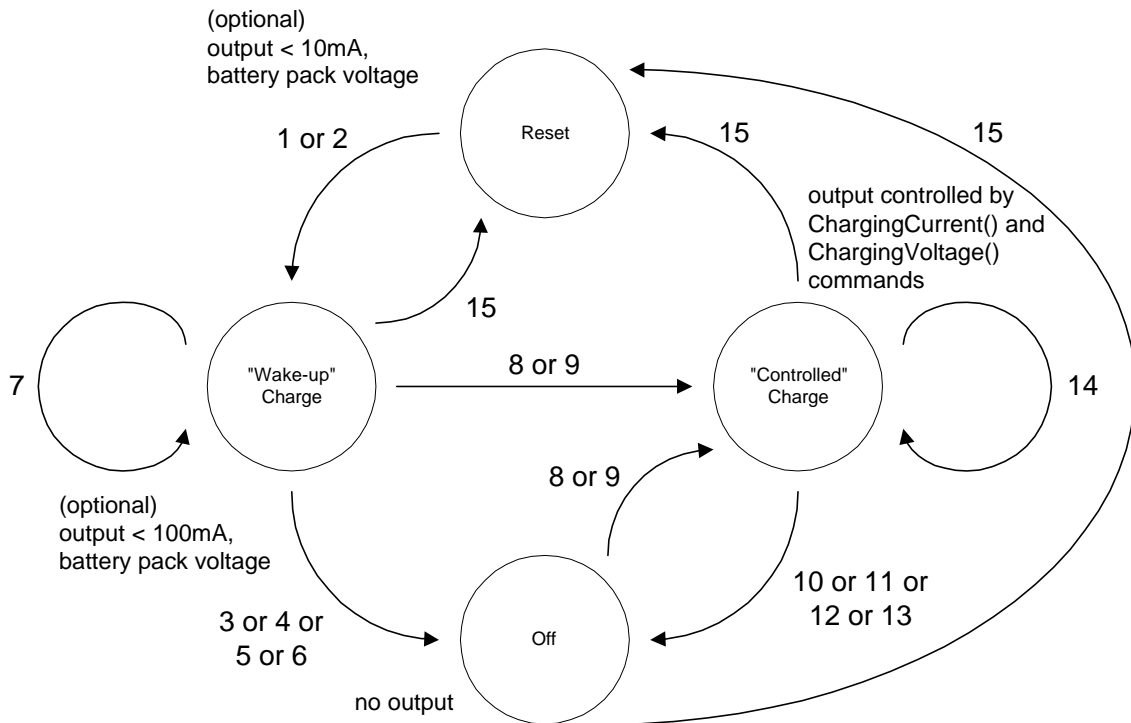 (optional)
output < 10mA,
battery pack voltage
Reset
1 or 2
15
15
output controlled by
ChargingCurrent() and
ChargingVoltage()
commands
15
7
"Wake-up"
Charge
8 or 9
"Controlled"
Charge
14
8 or 9
(optional)
output < 100mA,
battery pack voltage
3 or 4 or
5 or 6
Off
10 or 11 or
12 or 13
no output